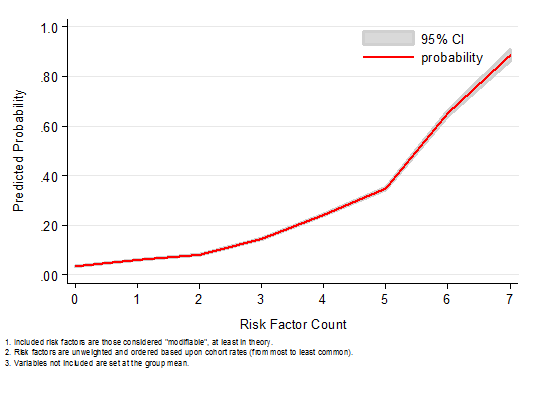 1.0
.80
.60
.40
.20
.00
Predicted Probability
95% CI
probability
0 1 2 3 4 5 6 7
Risk Factor Count
1. Included risk factors are those considered "modifiable", at least in theory.
2. Risk factors are unweighted and ordered based upon cohort rates (from most to least common).
3. Variables not included are set at the group mean.